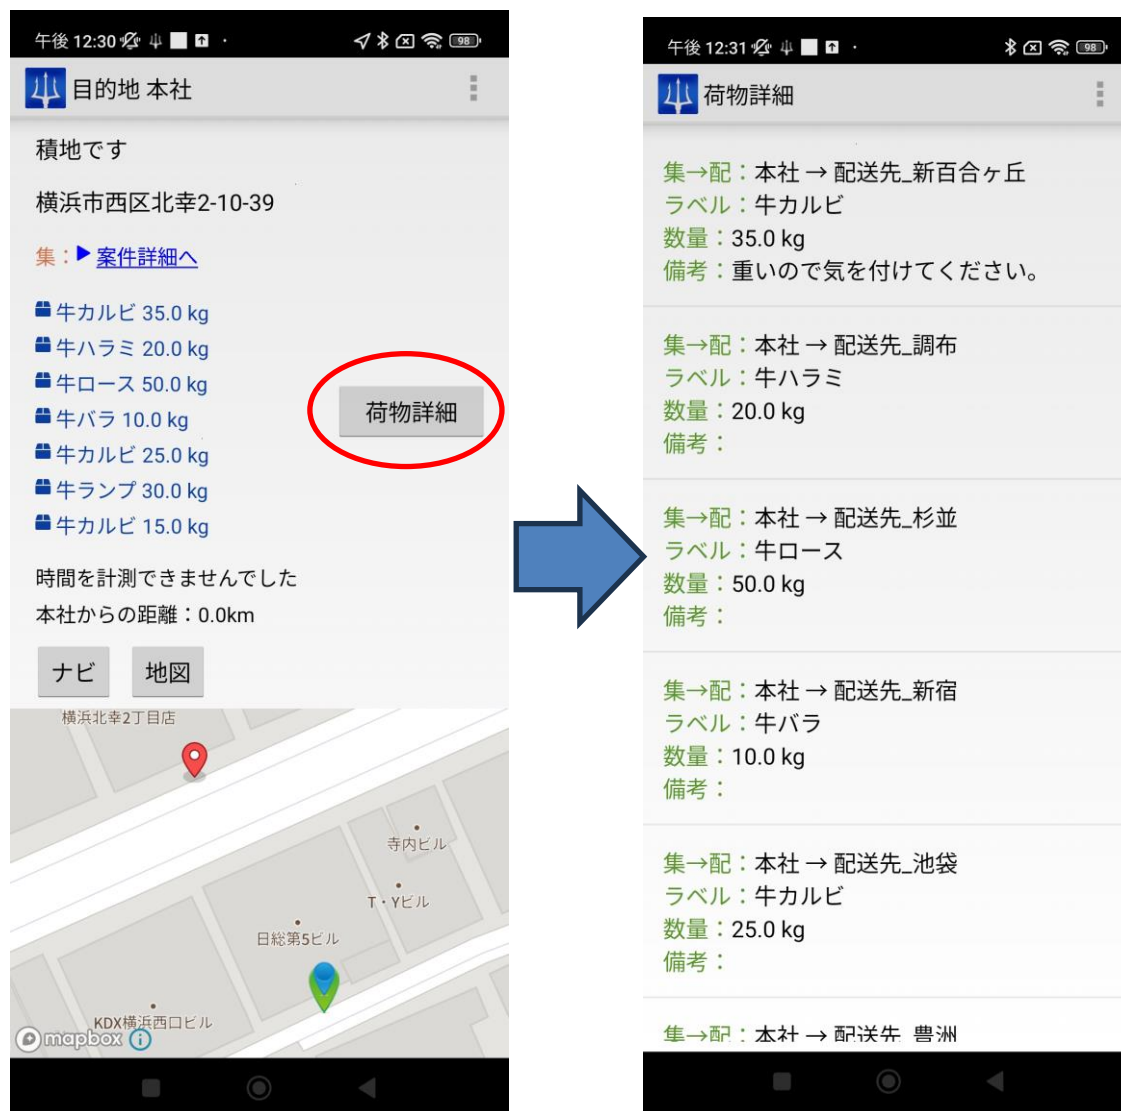 午後 12:30
98
目的地 本社
積地です
横浜市西区北幸2-10-39
集：▶ 案件詳細へ
牛カルビ 35.0 kg
牛ハラミ 20.0 kg
牛ロース 50.0 kg
牛バラ 10.0 kg
牛カルビ 25.0 kg
牛ランプ 30.0 kg
牛カルビ 15.0 kg
荷物詳細
時間を計測できませんでした
本社からの距離：0.0km
ナビ 地図
横浜北幸2丁目店
寺内ビル
T・Yビル
日総第5ビル
KDX横浜西口ビル
mapbox
午後 12:31
98
荷物詳細
集→配：本社 → 配送先_新百合ヶ丘
ラベル：牛カルビ
数量：35.0 kg
備考：重いので気を付けてください。
集→配：本社 → 配送先_調布
ラベル：牛ハラミ
数量：20.0 kg
備考：
集→配：本社 → 配送先_杉並
ラベル：牛ロース
数量：50.0 kg
備考：
集→配：本社 → 配送先_新宿
ラベル：牛バラ
数量：10.0 kg
備考：
集→配：本社 → 配送先_池袋
ラベル：牛カルビ
数量：25.0 kg
備考：
集→配：本社 → 配送先_豊洲